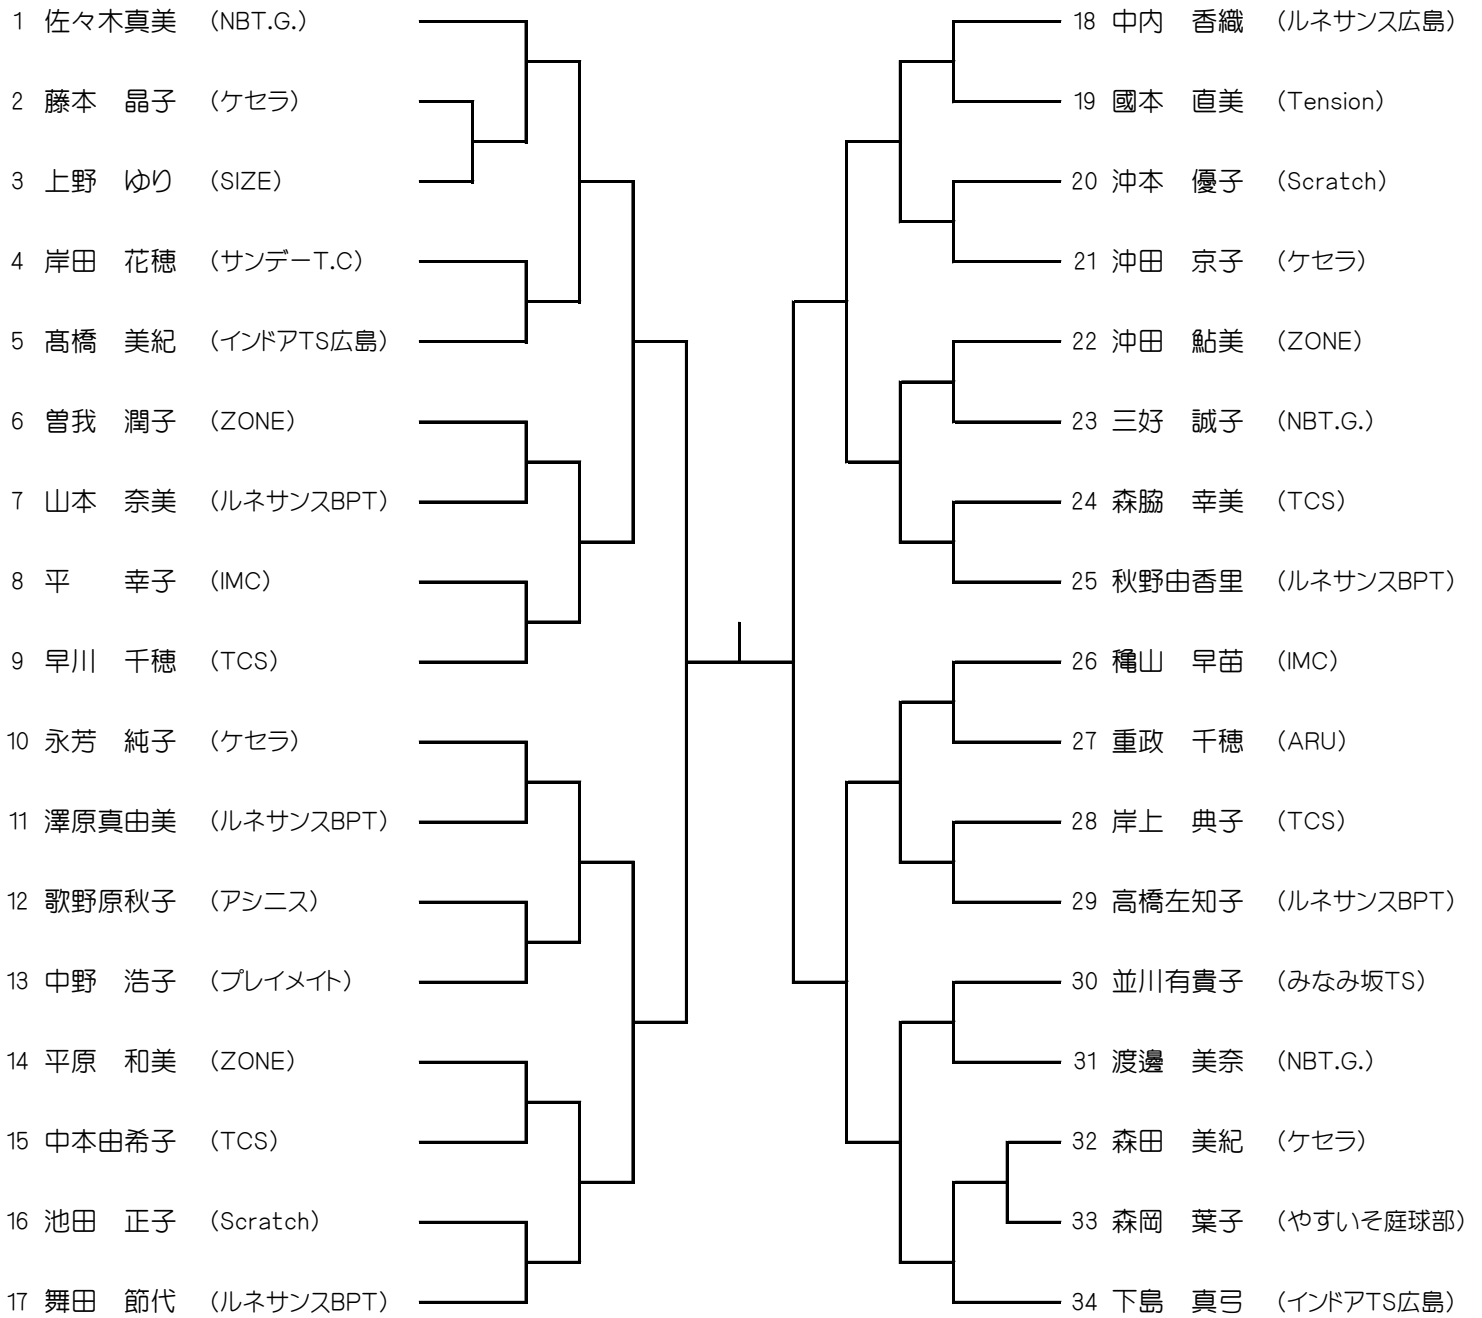 1 佐々木真美 (NBT.G.)
2 藤本 晶子 (ケセラ)
3 上野 ゆり (SIZE)
4 岸田 花穂 (サンデーT.C)
5 髙橋 美紀 (インドアTS広島)
6 曽我 潤子 (ZONE)
7 山本 奈美 (ルネサンスBPT)
8 平 幸子 (IMC)
9 早川 千穂 (TCS)
10 永芳 純子 (ケセラ)
11 澤原真由美 (ルネサンスBPT)
12 歌野原秋子 (アシニス)
13 中野 浩子 (プレイメイト)
14 平原 和美 (ZONE)
15 中本由希子 (TCS)
16 池田 正子 (Scratch)
17 舞田 節代 (ルネサンスBPT)
18 中内 香織 (ルネサンス広島)
19 國本 直美 (Tension)
20 沖本 優子 (Scratch)
21 沖田 京子 (ケセラ)
22 沖田 鮎美 (ZONE)
23 三好 誠子 (NBT.G.)
24 森脇 幸美 (TCS)
25 秋野由香里 (ルネサンスBPT)
26 龝山 早苗 (IMC)
27 重政 千穂 (ARU)
28 岸上 典子 (TCS)
29 高橋左知子 (ルネサンスBPT)
30 並川有貴子 (みなみ坂TS)
31 渡邊 美奈 (NBT.G.)
32 森田 美紀 (ケセラ)
33 森岡 葉子 (やすいそ庭球部)
34 下島 真弓 (インドアTS広島)